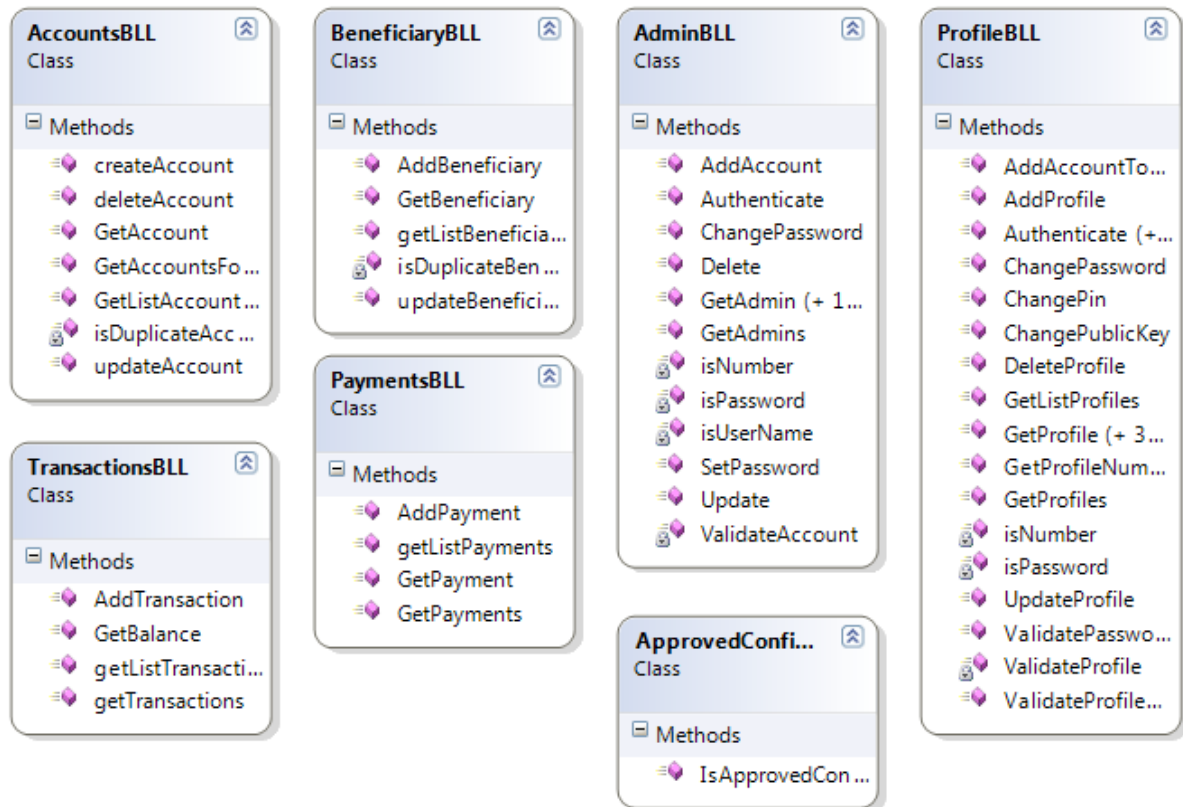 AccountsBLL
Class
Methods
createAccount
deleteAccount
GetAccount
GetAccountsFo...
GetListAccount...
isDuplicateAcc...
updateAccount
TransactionsBLL
Class
Methods
AddTransaction
GetBalance
getListTransacti...
getTransactions
BeneficiaryBLL
Class
Methods
AddBeneficiary
GetBeneficiary
getListBeneficia...
isDuplicateBen...
updateBenefici...
PaymentsBLL
Class
Methods
AddPayment
getListPayments
GetPayment
GetPayments
AdminBLL
Class
Methods
AddAccount
Authenticate
ChangePassword
Delete
GetAdmin (+ 1...
GetAdmins
isNumber
isPassword
isUserName
SetPassword
Update
ValidateAccount
ApprovedConfi...
Class
Methods
IsApprovedCon...
ProfileBLL
Class
Methods
AddAccountTo...
AddProfile
Authenticate (+...
ChangePassword
ChangePin
ChangePublicKey
DeleteProfile
GetListProfiles
GetProfile (+ 3...
GetProfileNum...
GetProfiles
isNumber
isPassword
UpdateProfile
ValidatePasswo...
ValidateProfile
ValidateProfile...